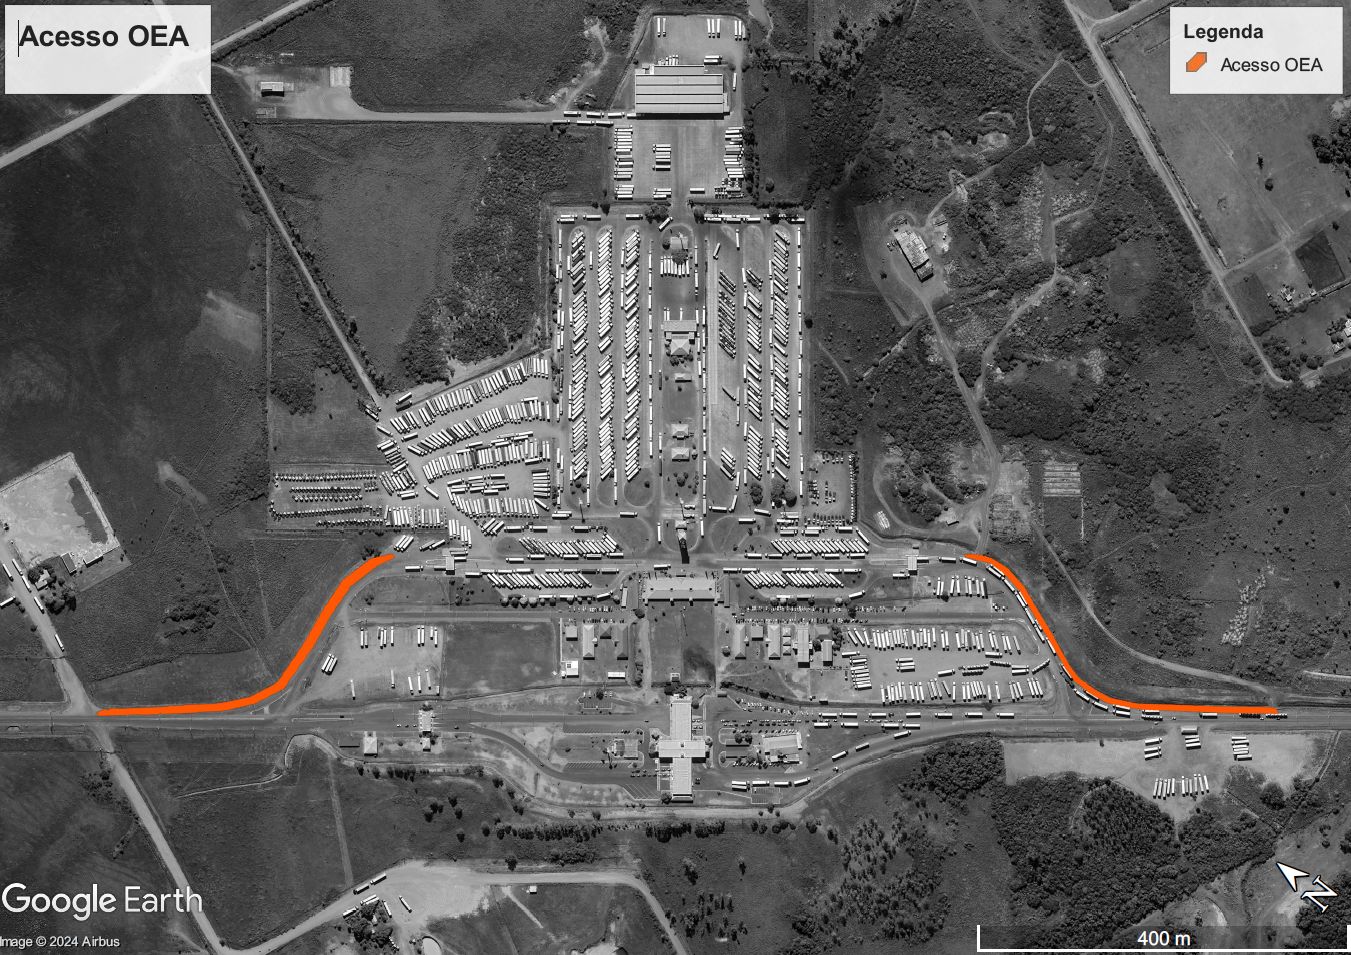 Acesso OEA
Legenda
Acesso OEA
Google Earth
Image © 2024 Airbus
N
400 m